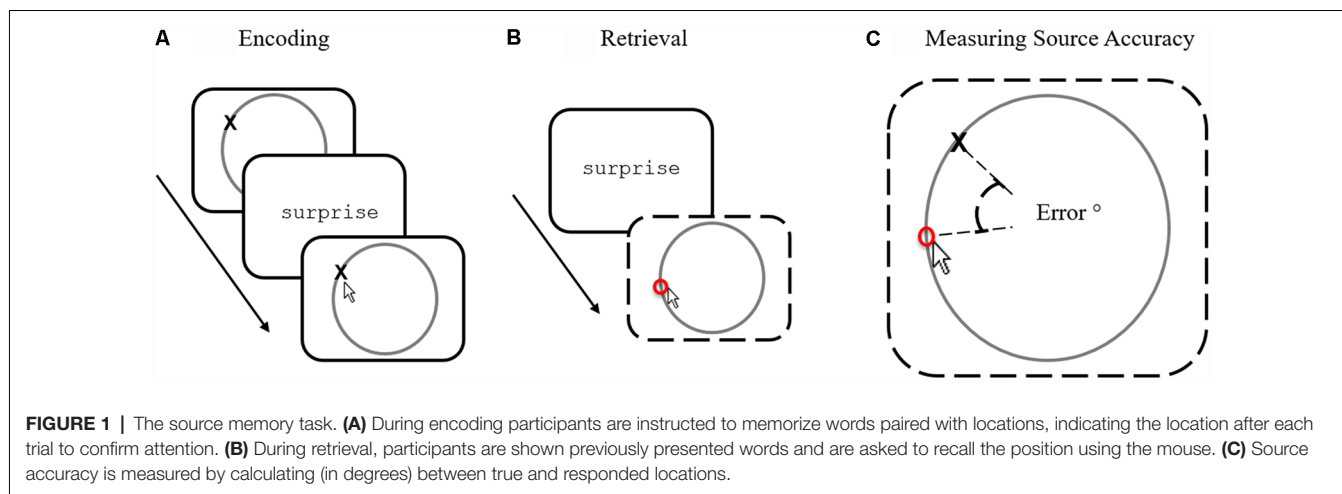 A Encoding
B Retrieval
C Measuring Source Accuracy
X
surprise
X
surprise
X
Error °
FIGURE 1 | The source memory task. (A) During encoding participants are instructed to memorize words paired with locations, indicating the location after each
trial to confirm attention. (B) During retrieval, participants are shown previously presented words and are asked to recall the position using the mouse. (C) Source
accuracy is measured by calculating (in degrees) between true and responded locations.